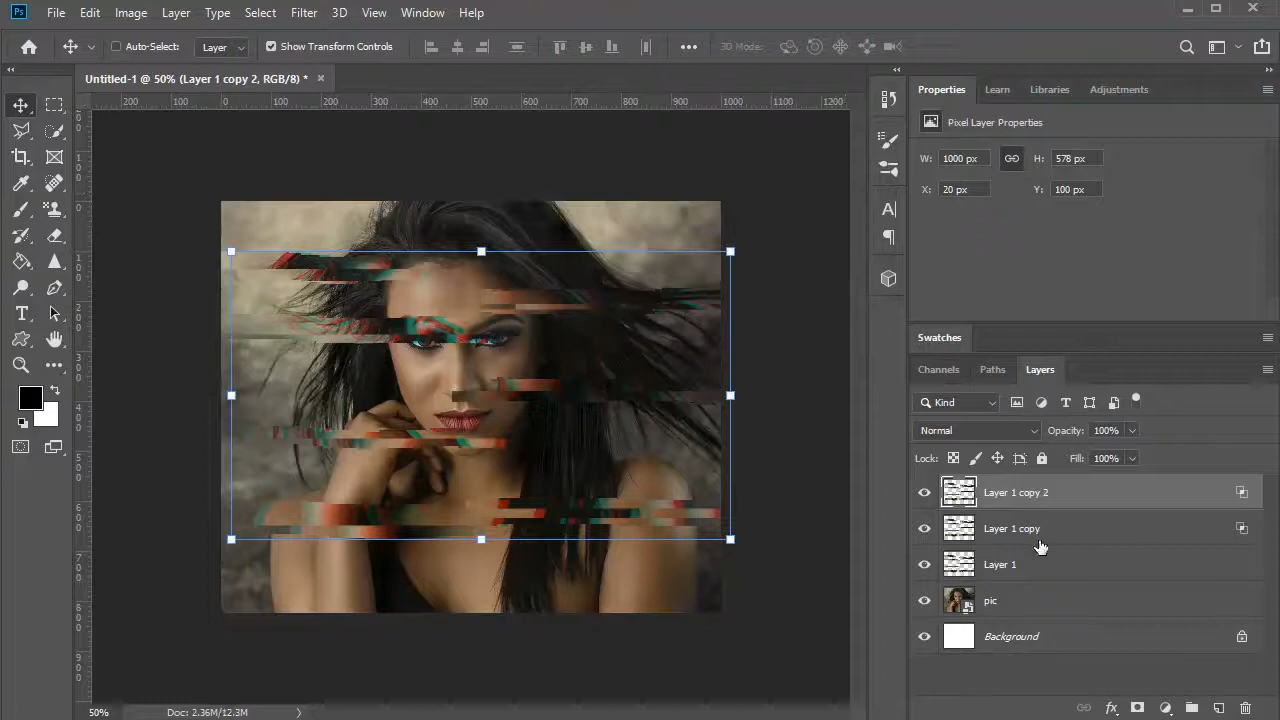 Ps File Edit Image Layer Type Select Filter 3D View Window Help
Auto-Select: Layer Show Transform Controls 3D Mode:
Untitled-1 @ 50% (Layer 1 copy 2, RGB/8) *
200 100 0 100 200 300 400 500 600 700 800 900 1000 1100 1200
Properties Learn Libraries Adjustments
Pixel Layer Properties
W: 1000 px H: 578 px
X: 20 px Y: 100 px
Swatches
Channels Paths Layers
Kind
Normal Opacity: 100%
Lock: Fill: 100%
Layer 1 copy 2
Layer 1 copy
Layer 1
pic
Background
50% Doc: 2.36M/12.3M